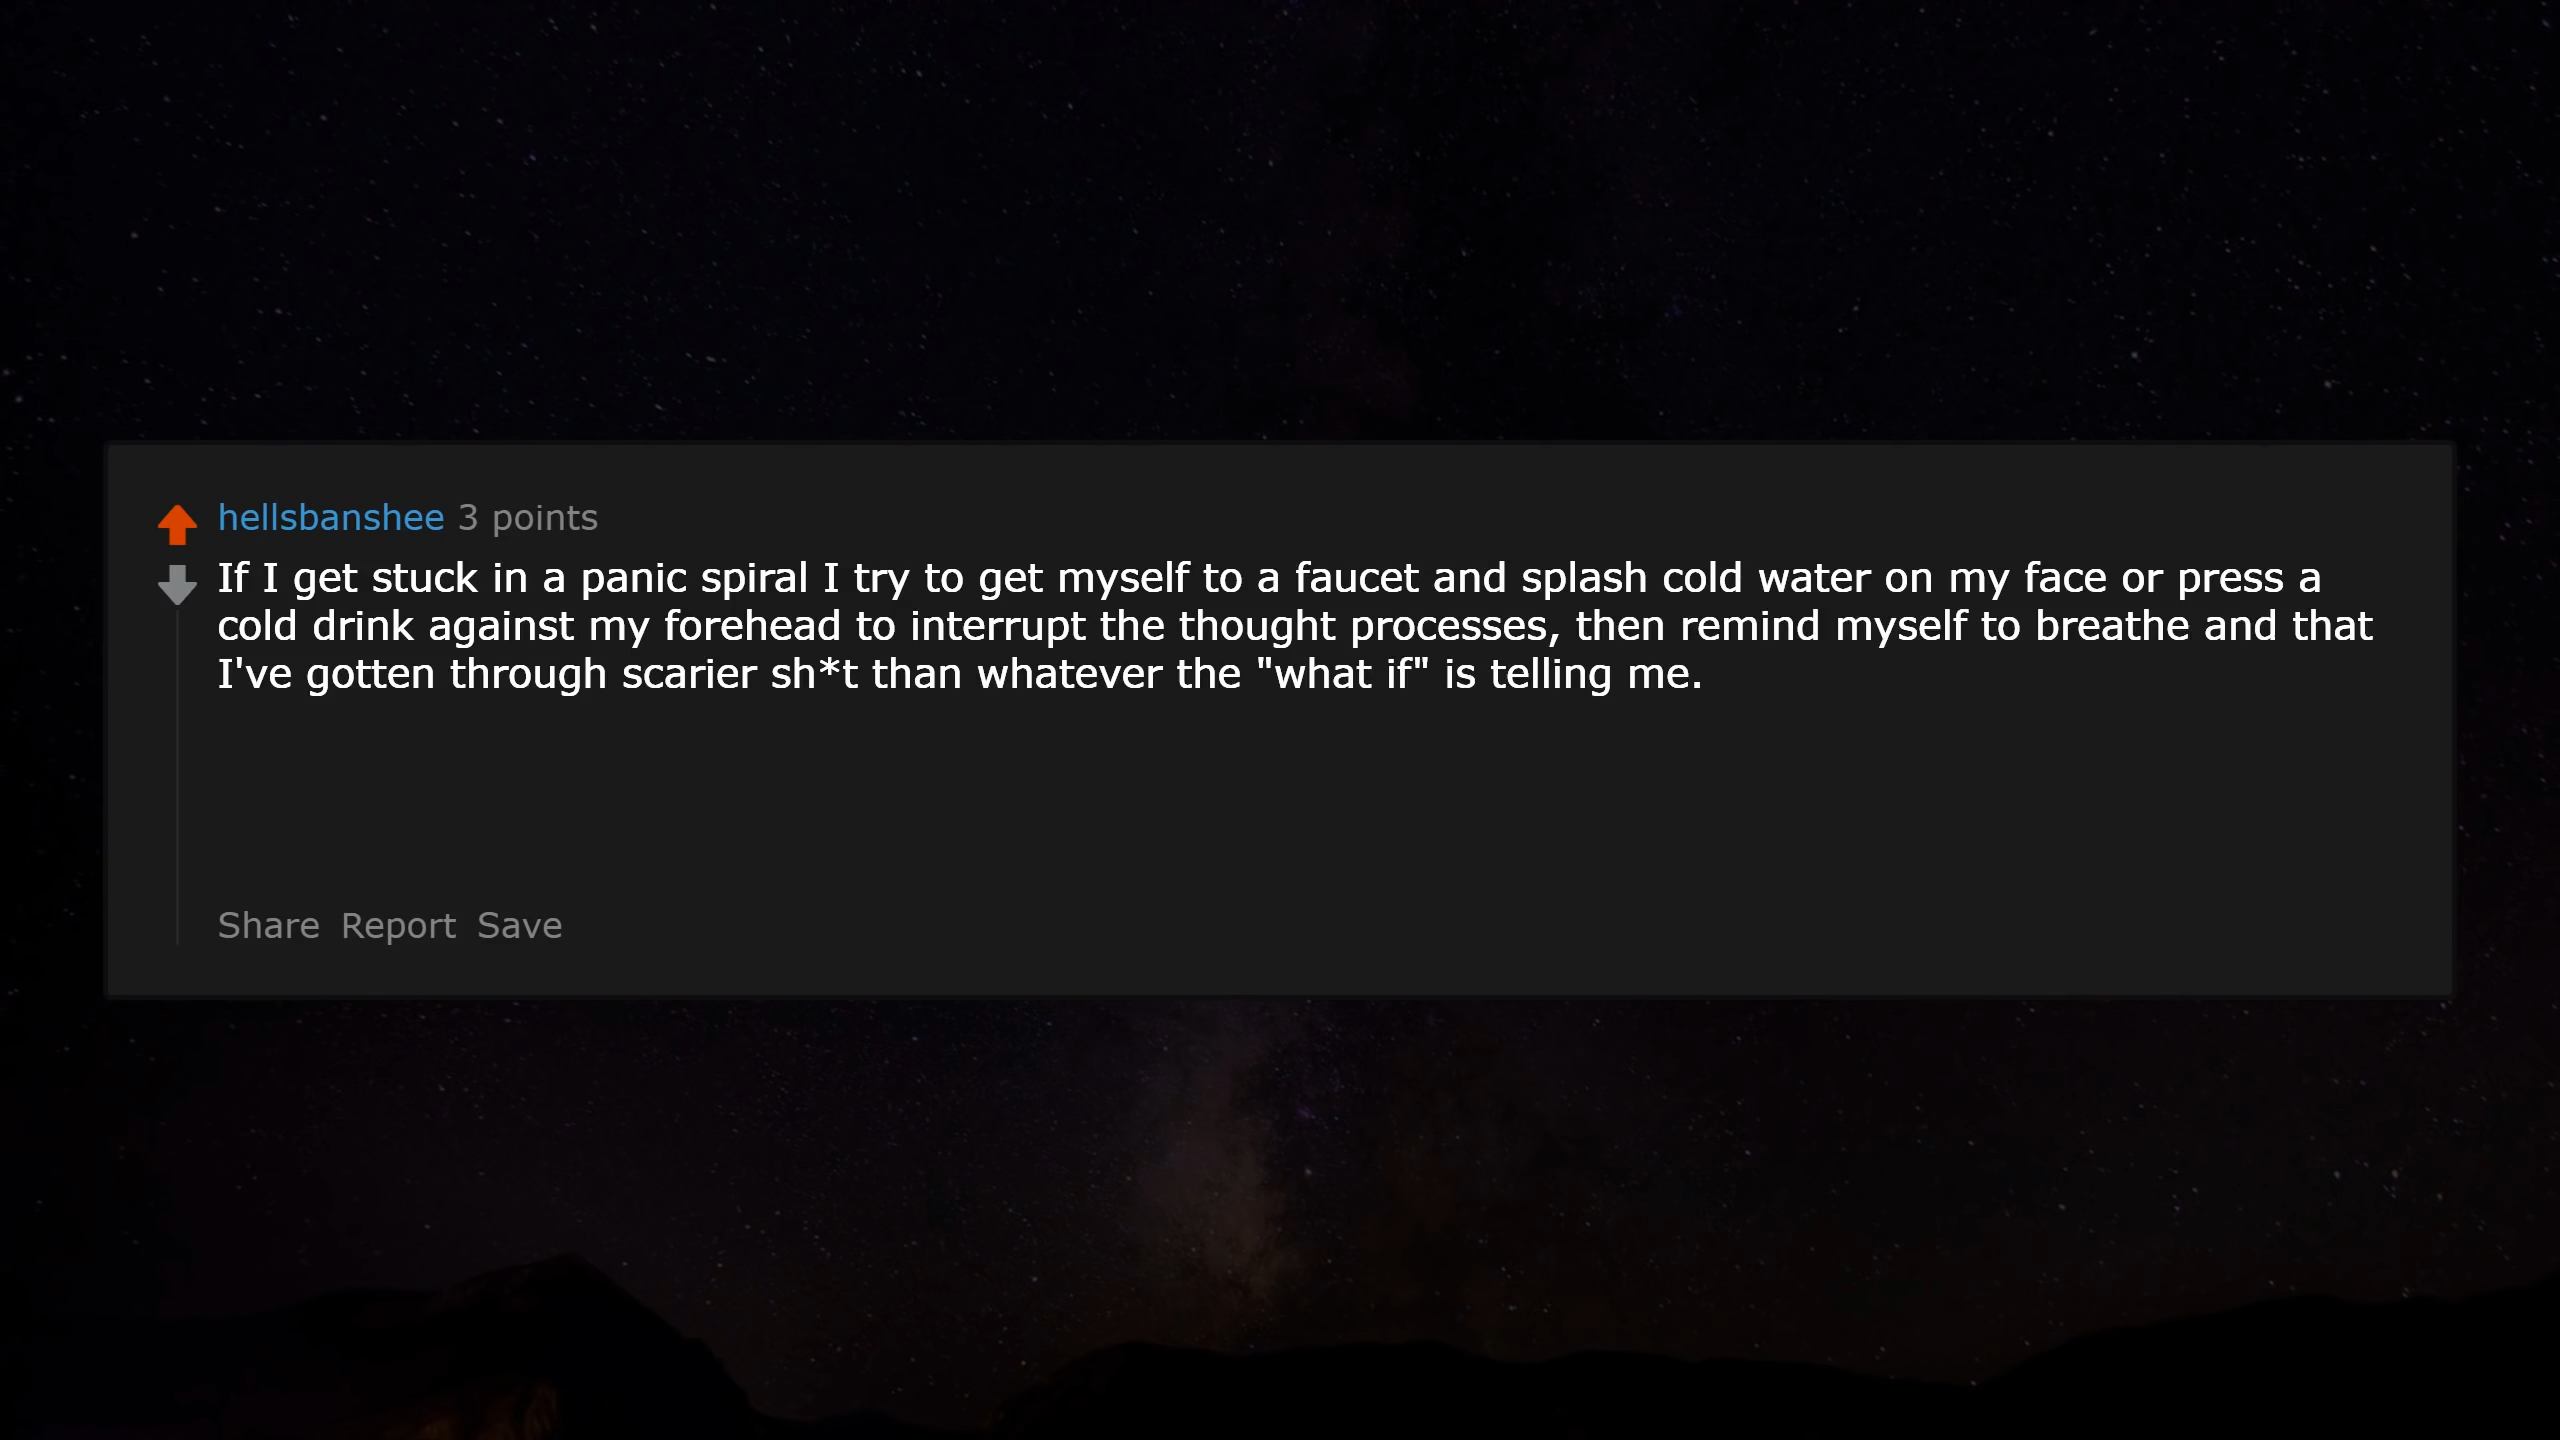 hellsbanshee 3 points
If I get stuck in a panic spiral I try to get myself to a faucet and splash cold water on my face or press a
cold drink against my forehead to interrupt the thought processes, then remind myself to breathe and that
I've gotten through scarier sh*t than whatever the "what if" is telling me.
Share Report Save